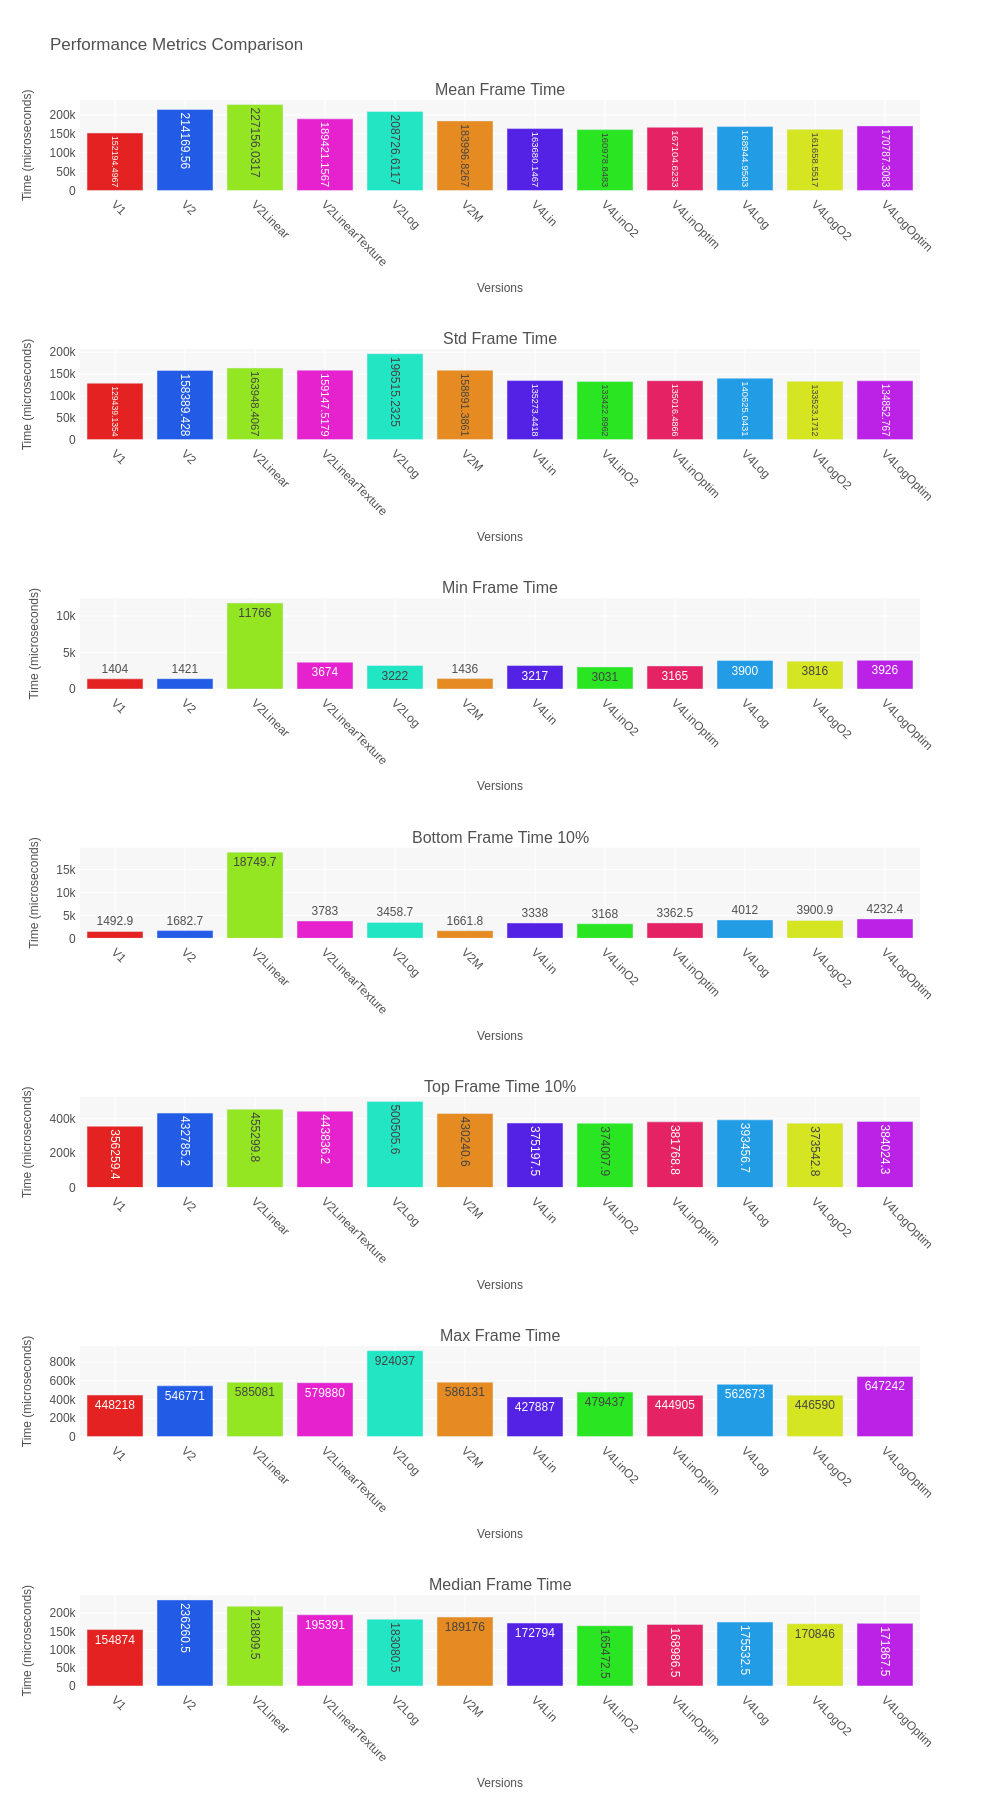 Performance Metrics Comparison
Mean Frame Time
Time (microseconds)
200k
150k
100k
50k
0
152194.4967
214169.56
227156.0317
189421.1567
208726.6117
183996.8267
163680.1467
160978.8483
167104.6233
168944.9583
161658.5517
170787.3083
V1
V2
V2Linear
V2LinearTexture
V2Log
V2M
V4Lin
V4LinO2
V4LinOptim
V4Log
V4LogO2
V4LogOptim
Versions
Std Frame Time
Time (microseconds)
200k
150k
100k
50k
0
129439.1354
158389.9428
163948.4067
159147.5179
196515.2325
158891.3861
135273.4418
133422.8962
135016.4866
140625.0431
133523.1712
134852.767
V1
V2
V2Linear
V2LinearTexture
V2Log
V2M
V4Lin
V4LinO2
V4LinOptim
V4Log
V4LogO2
V4LogOptim
Versions
Min Frame Time
Time (microseconds)
10k
5k
0
1404
1421
11766
3674
3222
1436
3217
3031
3165
3900
3816
3926
V1
V2
V2Linear
V2LinearTexture
V2Log
V2M
V4Lin
V4LinO2
V4LinOptim
V4Log
V4LogO2
V4LogOptim
Versions
Bottom Frame Time 10%
Time (microseconds)
15k
10k
5k
0
1492.9
1682.7
18749.7
3783
3458.7
1661.8
3338
3168
3362.5
4012
3900.9
4232.4
V1
V2
V2Linear
V2LinearTexture
V2Log
V2M
V4Lin
V4LinO2
V4LinOptim
V4Log
V4LogO2
V4LogOptim
Versions
Top Frame Time 10%
Time (microseconds)
400k
200k
0
356259.4
432785.2
455299.8
443836.2
500505.6
430240.6
375197.5
374007.9
381768.8
393456.7
373542.8
384024.3
V1
V2
V2Linear
V2LinearTexture
V2Log
V2M
V4Lin
V4LinO2
V4LinOptim
V4Log
V4LogO2
V4LogOptim
Versions
Max Frame Time
Time (microseconds)
800k
600k
400k
200k
0
448218
546771
585081
579880
924037
586131
427887
479437
444905
562673
446590
647242
V1
V2
V2Linear
V2LinearTexture
V2Log
V2M
V4Lin
V4LinO2
V4LinOptim
V4Log
V4LogO2
V4LogOptim
Versions
Median Frame Time
Time (microseconds)
200k
150k
100k
50k
0
154874
236260.5
218809.5
195391
183080.5
189176
172794
165472.5
168986.5
175532.5
170846
171867.5
V1
V2
V2Linear
V2LinearTexture
V2Log
V2M
V4Lin
V4LinO2
V4LinOptim
V4Log
V4LogO2
V4LogOptim
Versions